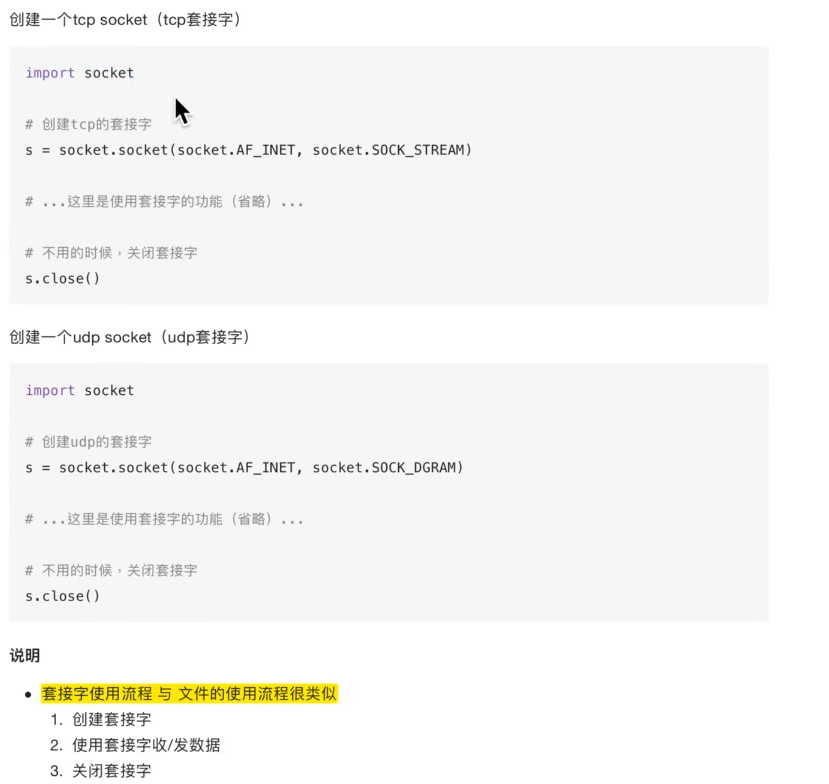 创建一个tcp socket（tcp套接字）
import socket
# 创建tcp的套接字
s = socket.socket(socket.AF_INET, socket.SOCK_STREAM)
# ...这里是使用套接字的功能（省略）...
# 不用的时候，关闭套接字
s.close()
创建一个udp socket（udp套接字）
import socket
# 创建udp的套接字
s = socket.socket(socket.AF_INET, socket.SOCK_DGRAM)
# ...这里是使用套接字的功能（省略）...
# 不用的时候，关闭套接字
s.close()
说明
• 套接字使用流程 与 文件的使用流程很类似
1. 创建套接字
2. 使用套接字收/发数据
3. 关闭套接字